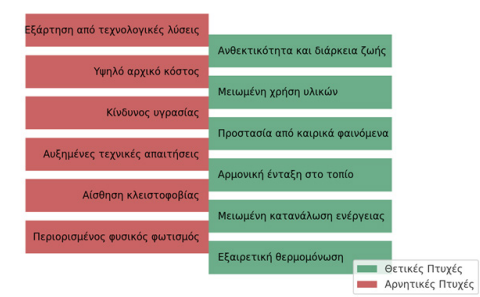 Εξάρτηση από τεχνολογικές λύσεις
Ανθεκτικότητα και διάρκεια ζωής
Υψηλό αρχικό κόστος
Μειωμένη χρήση υλικών
Κίνδυνος υγρασίας
Προστασία από καιρικά φαινόμενα
Αυξημένες τεχνικές απαιτήσεις
Αρμονική ένταξη στο τοπίο
Αίσθηση κλειστοφοβίας
Μειωμένη κατανάλωση ενέργειας
Περιορισμένος φυσικός φωτισμός
Εξαιρετική θερμομόνωση
Θετικές Πτυχές
Αρνητικές Πτυχές